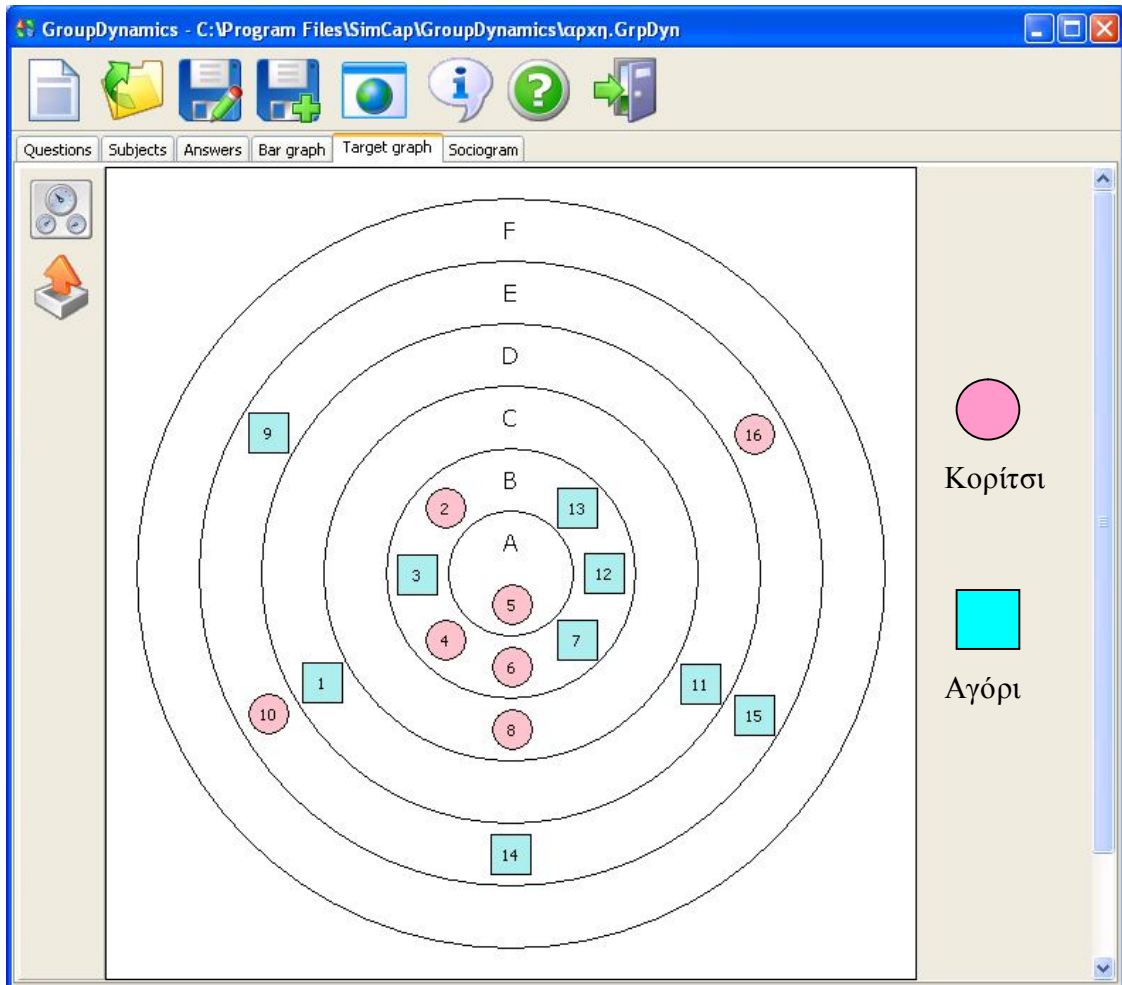 GroupDynamics - C:\Program Files\SimCap\GroupDynamics\αρχη.GrpDyn
Questions Subjects Answers Bar graph Target graph Sociogram
F
E
D
C
B
A
9
16
2
13
3
12
5
4
7
6
1
11
10
15
8
14
Κορίτσι
Αγόρι